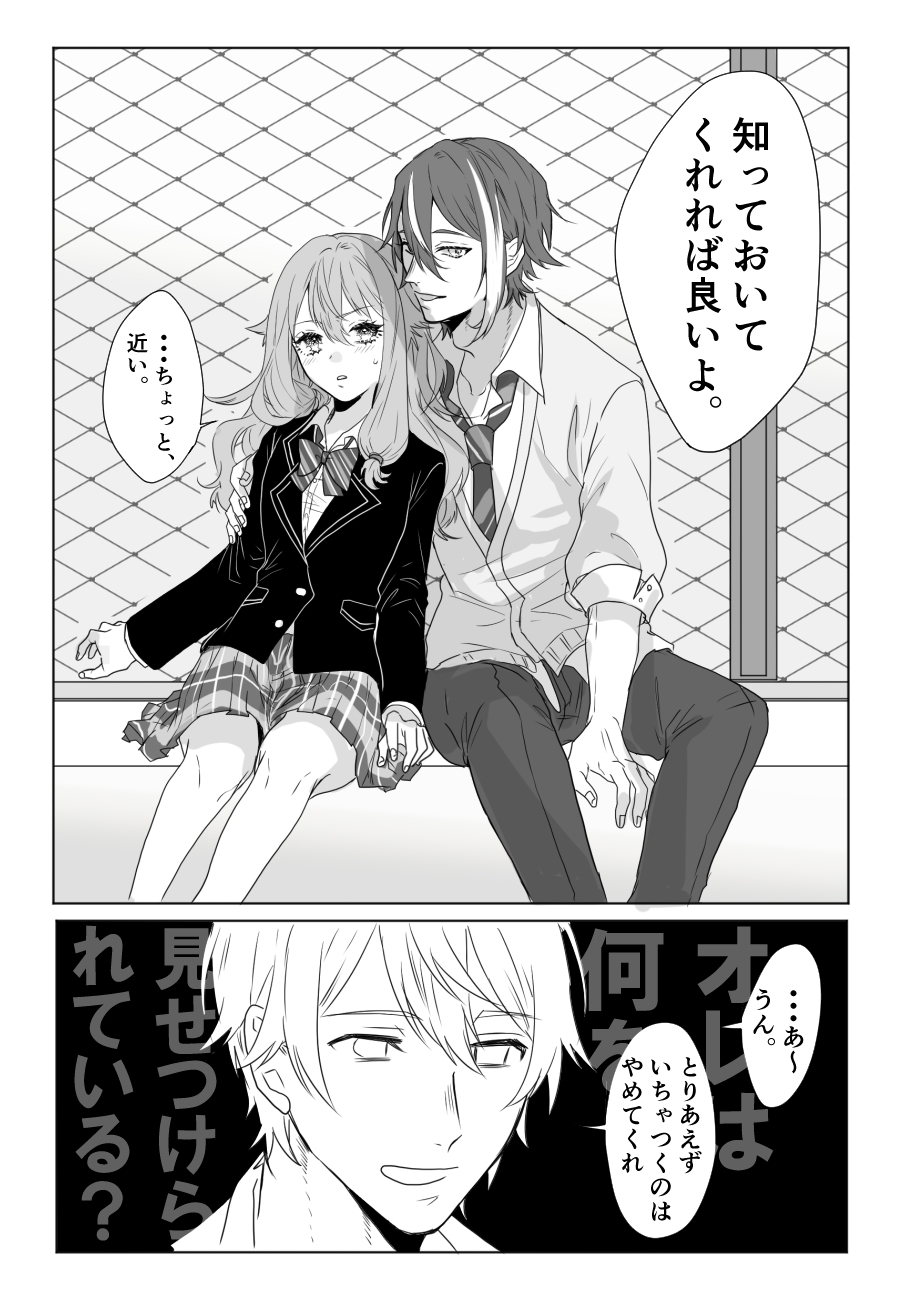 知っておいて
くれれば良いよ。
…ちょっと、
近い。
…あ〜
うん。
とりあえず
いちゃつくのは
やめてくれ
オレは
何を
見せつけら
れている？